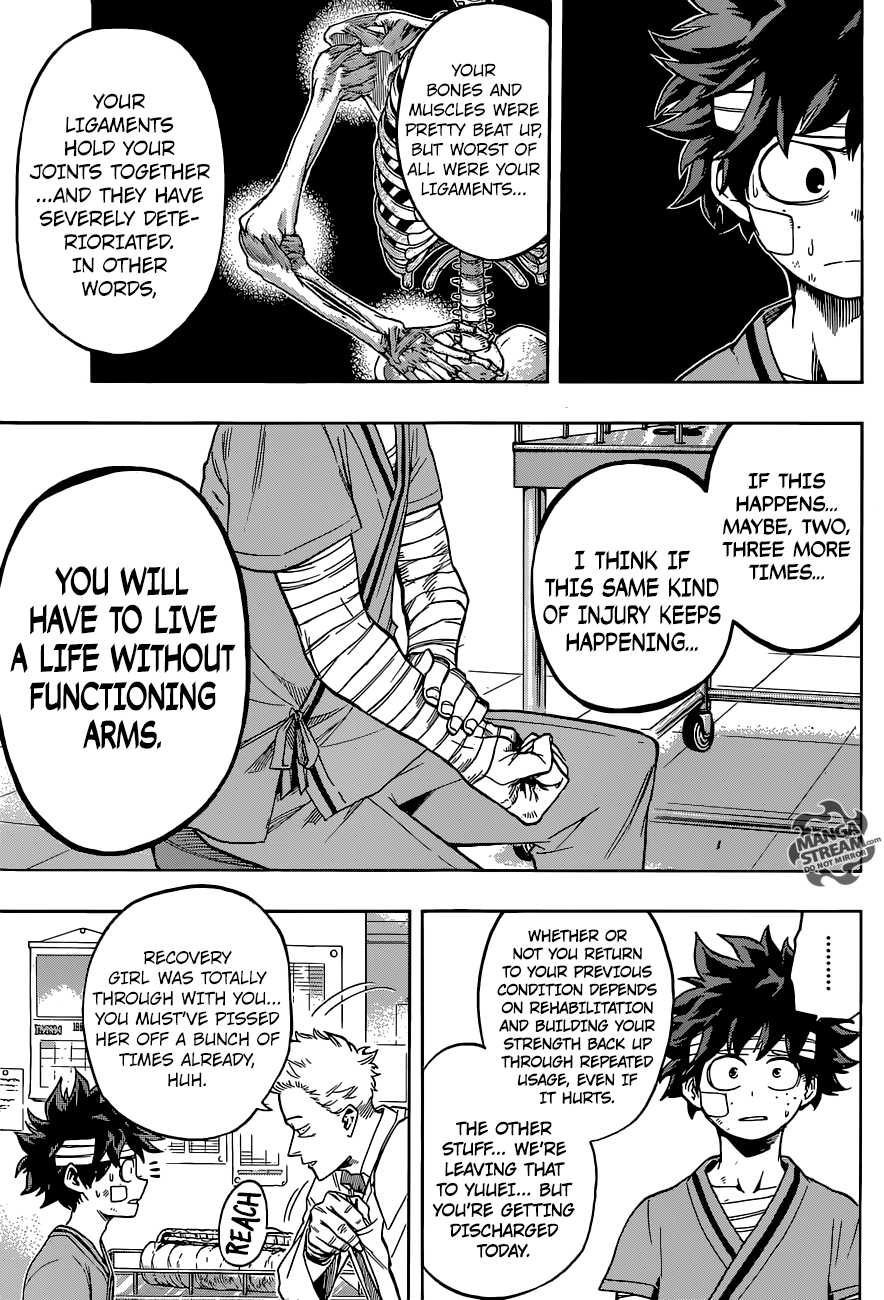 YOUR
BONES AND
MUSCLES WERE
PRETTY BEAT UP,
BUT WORST OF
ALL WERE YOUR
LIGAMENTS...
YOUR
LIGAMENTS
HOLD YOUR
JOINTS TOGETHER
...AND THEY HAVE
SEVERELY DETE-
RIORIATED.
IN OTHER
WORDS,
IF THIS
HAPPENS...
MAYBE, TWO,
THREE MORE
TIMES...
I THINK IF
THIS SAME KIND
OF INJURY KEEPS
HAPPENING...
YOU WILL
HAVE TO LIVE
A LIFE WITHOUT
FUNCTIONING
ARMS.
MANGA
STREAM.com
DO NOT MIRROR!
.........
WHETHER OR
NOT YOU RETURN
TO YOUR PREVIOUS
CONDITION DEPENDS
ON REHABILITATION
AND BUILDING YOUR
STRENGTH BACK UP
THROUGH REPEATED
USAGE, EVEN IF
IT HURTS.
THE OTHER
STUFF... WE'RE
LEAVING THAT
TO YUUEI... BUT
YOU'RE GETTING
DISCHARGED
TODAY.
RECOVERY
GIRL WAS TOTALLY
THROUGH WITH YOU...
YOU MUST'VE PISSED
HER OFF A BUNCH OF
TIMES ALREADY,
HUH.
REACH